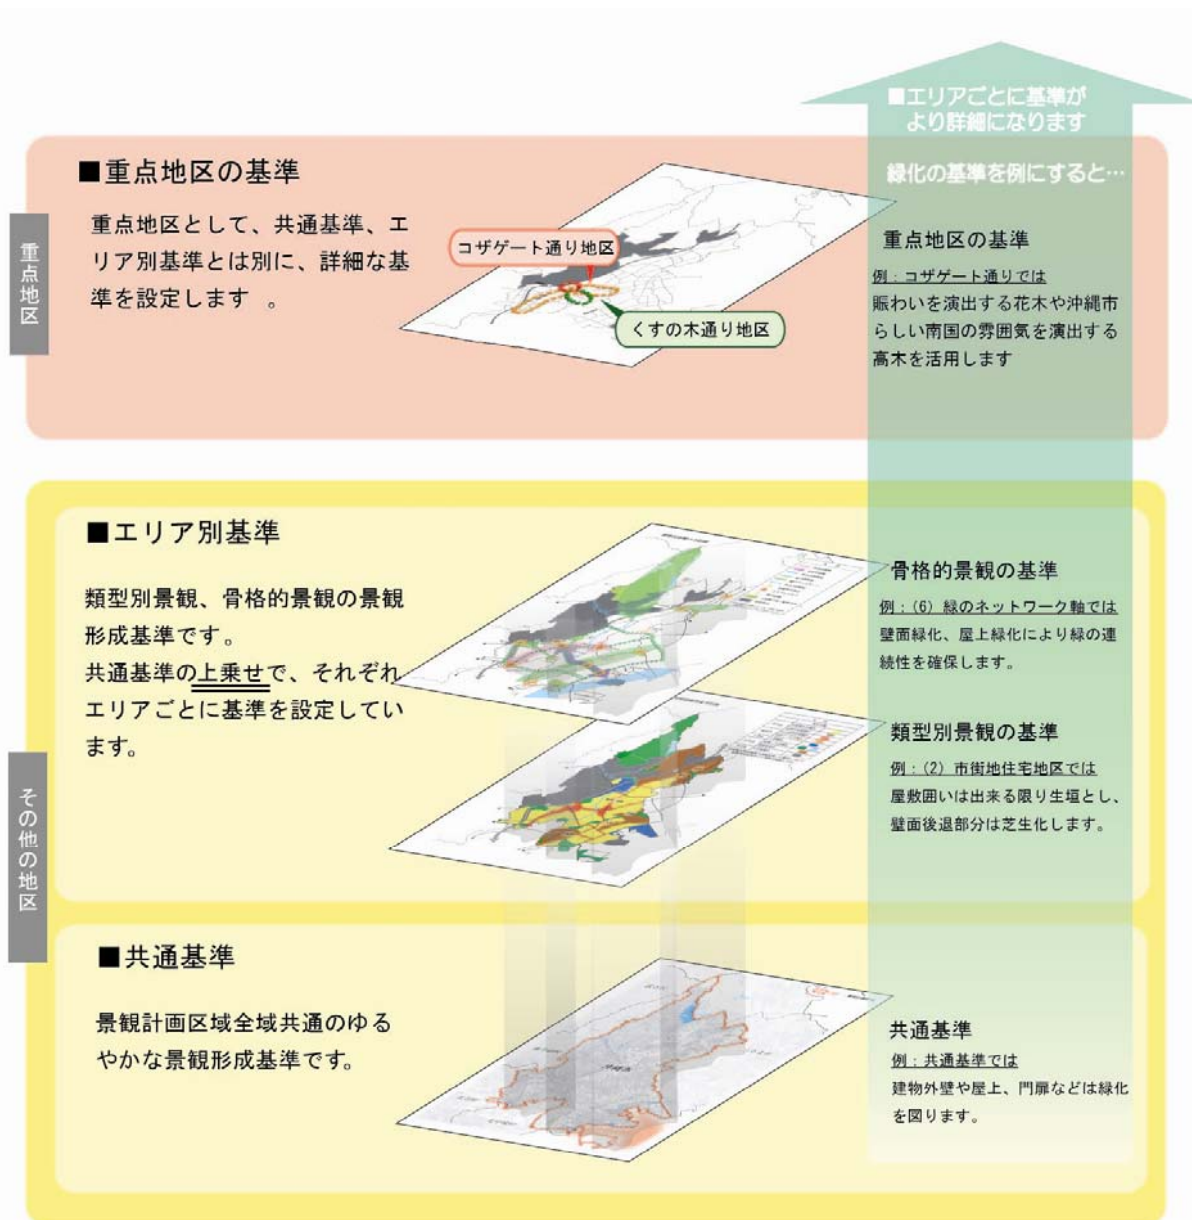 ■エリアごとに基準が
より詳細になります
緑化の基準を例にすると…
重点地区
■重点地区の基準
重点地区として、共通基準、エ
リア別基準とは別に、詳細な基
準を設定します 。
コザゲート通り地区
くすの木通り地区
重点地区の基準
例：コザゲート通りでは
賑わいを演出する花木や沖縄市
らしい南国の雰囲気を演出する
高木を活用します
その他の地区
■エリア別基準
類型別景観、骨格的景観の景観
形成基準です。
共通基準の上乗せで、それぞれ
エリアごとに基準を設定してい
ます。
骨格的景観の基準
例：(6) 緑のネットワーク軸では
壁面緑化、屋上緑化により緑の連
続性を確保します。
類型別景観の基準
例：(2) 市街地住宅地区では
屋敷囲いは出来る限り生垣とし、
壁面後退部分は芝生化します。
■共通基準
景観計画区域全域共通のゆる
やかな景観形成基準です。
共通基準
例：共通基準では
建物外壁や屋上、門扉などは緑化
を図ります。